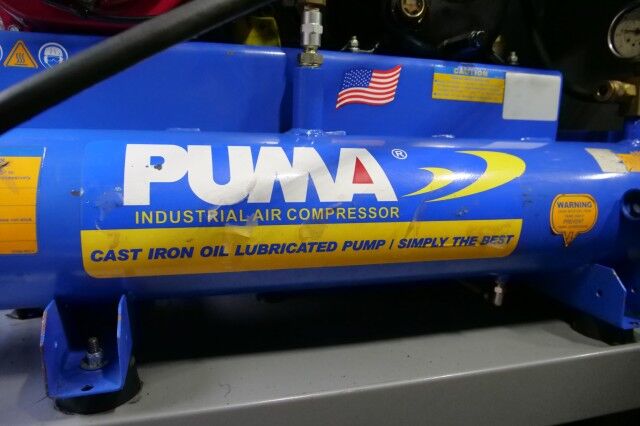 CAUTION
PUMA®
INDUSTRIAL AIR COMPRESSOR
CAST IRON OIL LUBRICATED PUMP / SIMPLY THE BEST
WARNING